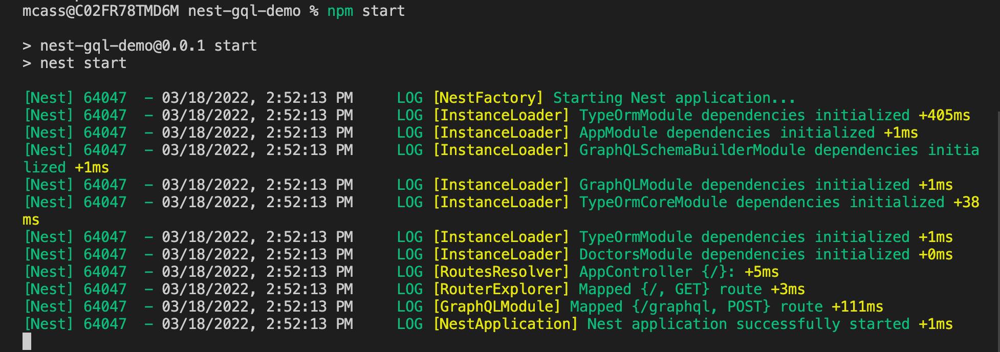 mcass@C02FR78TMD6M nest-gql-demo % npm start
> nest-gql-demo@0.0.1 start
> nest start
[Nest] 64047  - 03/18/2022, 2:52:13 PM     LOG [NestFactory] Starting Nest application...
[Nest] 64047  - 03/18/2022, 2:52:13 PM     LOG [InstanceLoader] TypeOrmModule dependencies initialized +405ms
[Nest] 64047  - 03/18/2022, 2:52:13 PM     LOG [InstanceLoader] AppModule dependencies initialized +1ms
[Nest] 64047  - 03/18/2022, 2:52:13 PM     LOG [InstanceLoader] GraphQLSchemaBuilderModule dependencies initia
lized +1ms
[Nest] 64047  - 03/18/2022, 2:52:13 PM     LOG [InstanceLoader] GraphQLModule dependencies initialized +1ms
[Nest] 64047  - 03/18/2022, 2:52:13 PM     LOG [InstanceLoader] TypeOrmCoreModule dependencies initialized +38
ms
[Nest] 64047  - 03/18/2022, 2:52:13 PM     LOG [InstanceLoader] TypeOrmModule dependencies initialized +1ms
[Nest] 64047  - 03/18/2022, 2:52:13 PM     LOG [InstanceLoader] DoctorsModule dependencies initialized +0ms
[Nest] 64047  - 03/18/2022, 2:52:13 PM     LOG [RoutesResolver] AppController {/}: +5ms
[Nest] 64047  - 03/18/2022, 2:52:13 PM     LOG [RouterExplorer] Mapped {/, GET} route +3ms
[Nest] 64047  - 03/18/2022, 2:52:13 PM     LOG [GraphQLModule] Mapped {/graphql, POST} route +111ms
[Nest] 64047  - 03/18/2022, 2:52:13 PM     LOG [NestApplication] Nest application successfully started +1ms